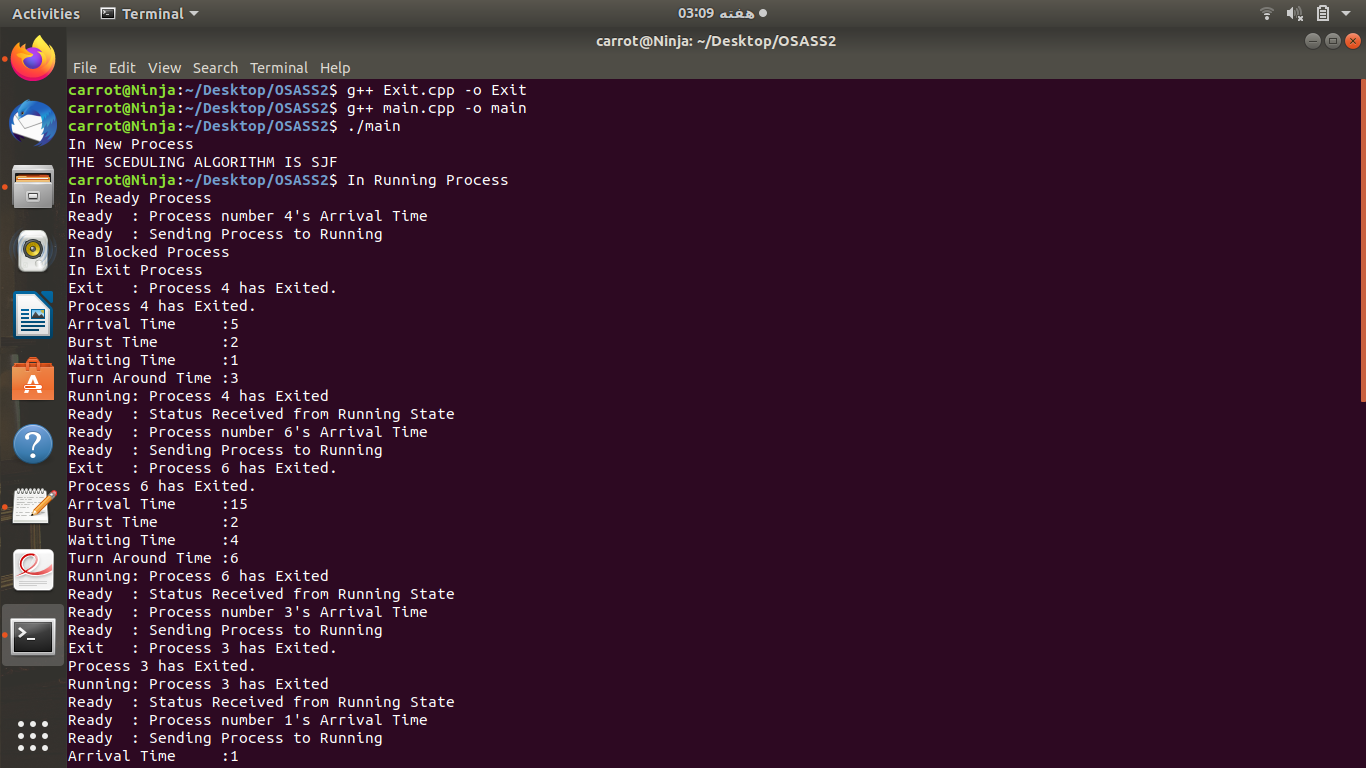 Activities Terminal 03:09 هفته
carrot@Ninja: ~/Desktop/OSASS2
File Edit View Search Terminal Help
carrot@Ninja:~/Desktop/OSASS2$ g++ Exit.cpp -o Exit
carrot@Ninja:~/Desktop/OSASS2$ g++ main.cpp -o main
carrot@Ninja:~/Desktop/OSASS2$ ./main
In New Process
THE SCEDULING ALGORITHM IS SJF
carrot@Ninja:~/Desktop/OSASS2$ In Running Process
In Ready Process
Ready  : Process number 4's Arrival Time
Ready  : Sending Process to Running
In Blocked Process
In Exit Process
Exit   : Process 4 has Exited.
Process 4 has Exited.
Arrival Time     :5
Burst Time       :2
Waiting Time     :1
Turn Around Time :3
Running: Process 4 has Exited
Ready  : Status Received from Running State
Ready  : Process number 6's Arrival Time
Ready  : Sending Process to Running
Exit   : Process 6 has Exited.
Process 6 has Exited.
Arrival Time     :15
Burst Time       :2
Waiting Time     :4
Turn Around Time :6
Running: Process 6 has Exited
Ready  : Status Received from Running State
Ready  : Process number 3's Arrival Time
Ready  : Sending Process to Running
Exit   : Process 3 has Exited.
Process 3 has Exited.
Running: Process 3 has Exited
Ready  : Status Received from Running State
Ready  : Process number 1's Arrival Time
Ready  : Sending Process to Running
Arrival Time     :1